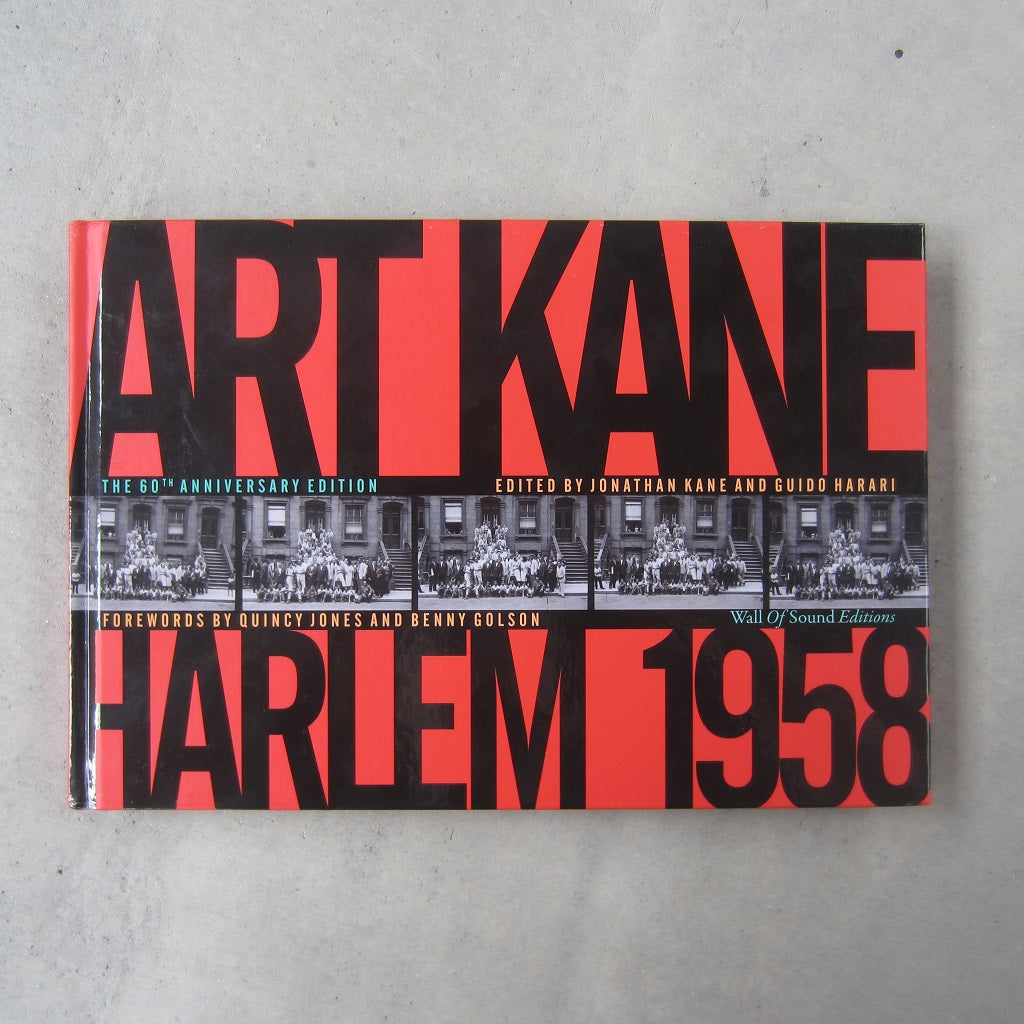 ART KANE
THE 60TH ANNIVERSARY EDITION
EDITED BY JONATHAN KANE AND GUIDO HARARI
FOREWORDS BY QUINCY JONES AND BENNY GOLSON
Wall Of Sound Editions
HARLEM 1958